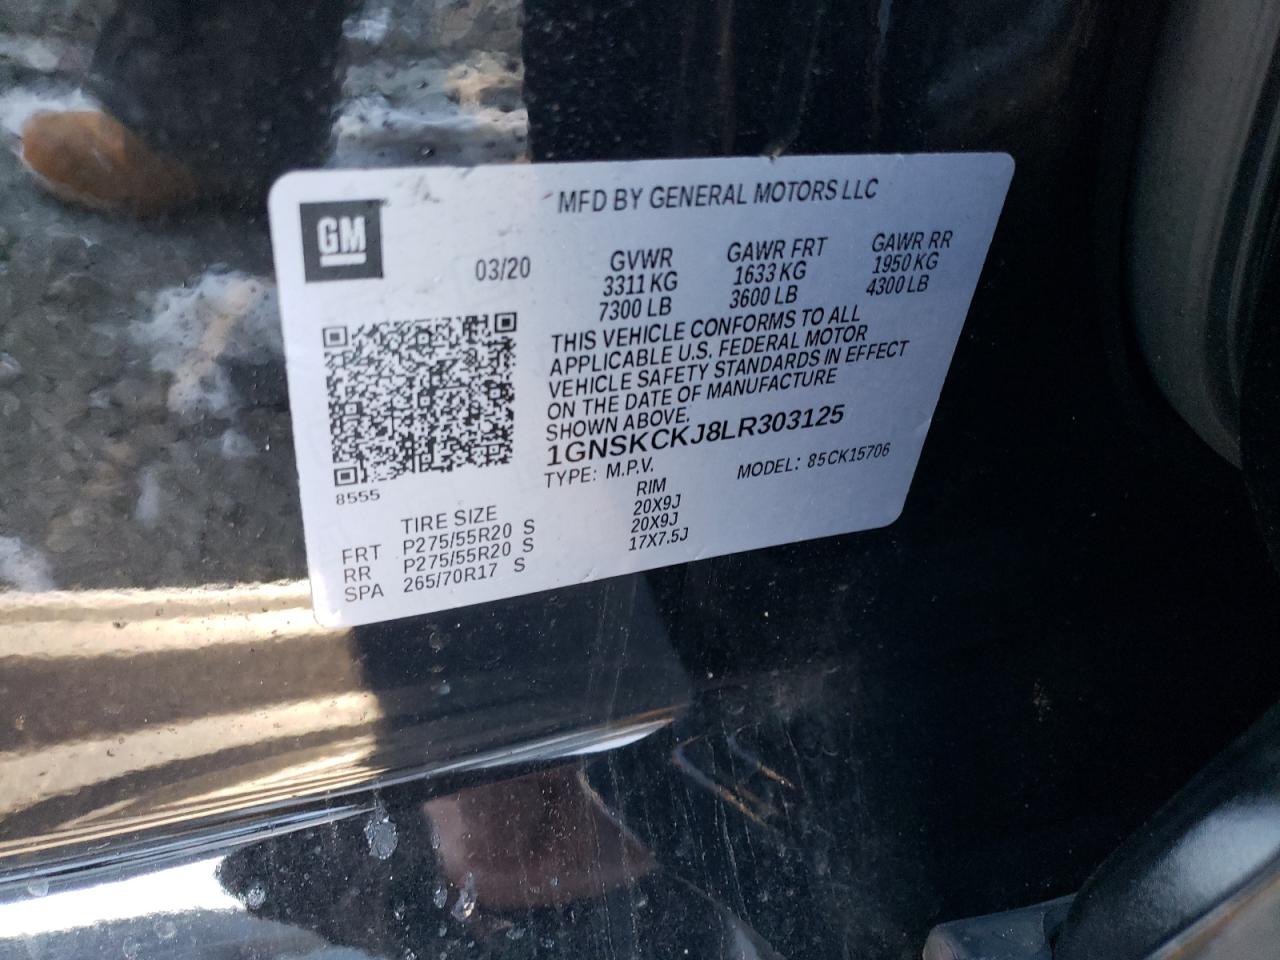 GM
MFD BY GENERAL MOTORS LLC
03/20
GVWR GAWR FRT GAWR RR
3311 KG 1633 KG 1950 KG
7300 LB 3600 LB 4300 LB
THIS VEHICLE CONFORMS TO ALL
APPLICABLE U.S. FEDERAL MOTOR
VEHICLE SAFETY STANDARDS IN EFFECT
ON THE DATE OF MANUFACTURE
SHOWN ABOVE.
1GNSKCKJ8LR303125
TYPE: M.P.V. MODEL: 85CK15706
8555
TIRE SIZE RIM
FRT P275/55R20 S 20X9J
RR P275/55R20 S 20X9J
SPA 265/70R17 S 17X7.5J